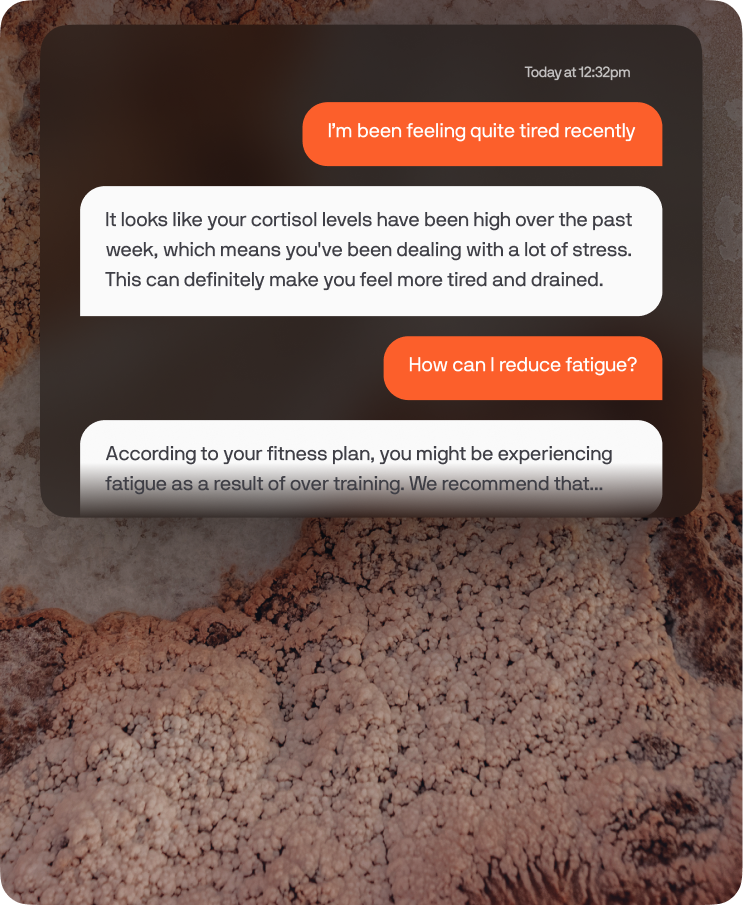 Today at 12:32pm
I'm been feeling quite tired recently
It looks like your cortisol levels have been high over the past
week, which means you've been dealing with a lot of stress.
This can definitely make you feel more tired and drained.
How can I reduce fatigue?
According to your fitness plan, you might be experiencing
fatigue as a result of over training. We recommend that...